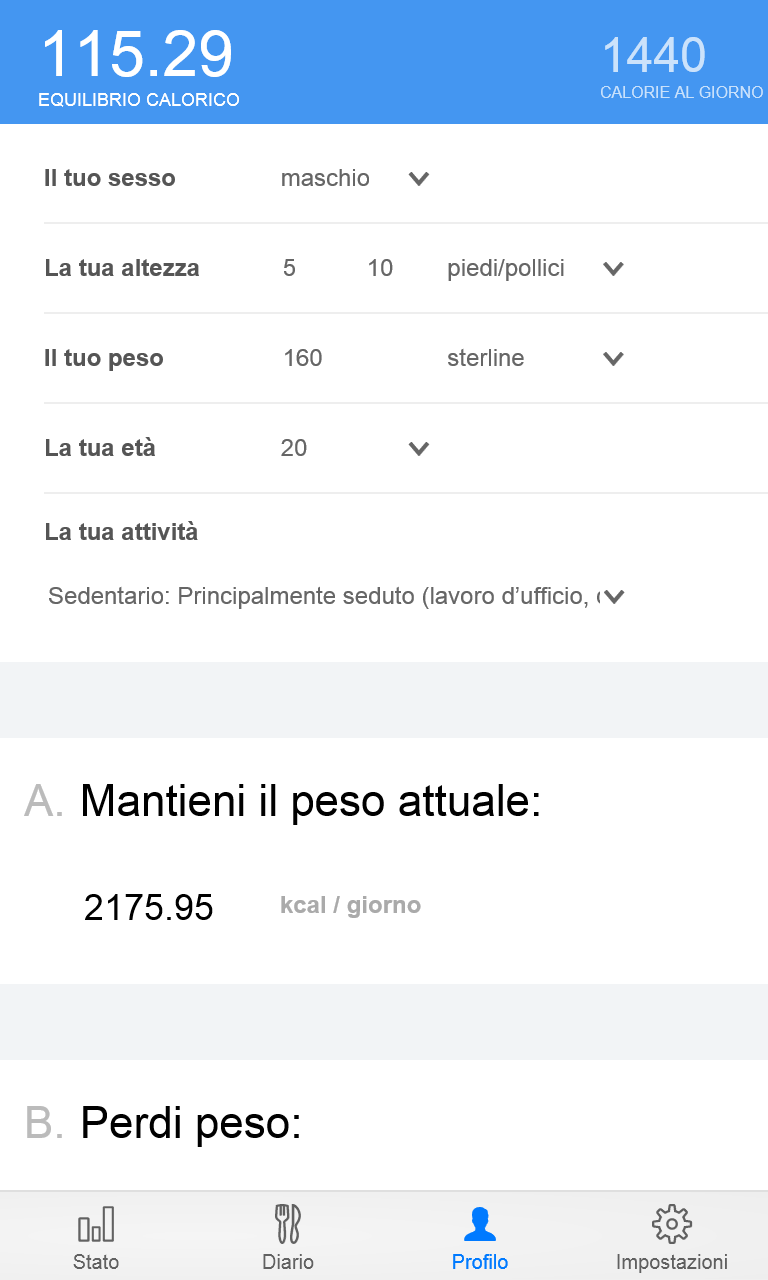 115.29
EQUILIBRIO CALORICO
1440
CALORIE AL GIORNO
Il tuo sesso maschio
La tua altezza 5 10 piedi/pollici
Il tuo peso 160 sterline
La tua età 20
La tua attività
Sedentario: Principalmente seduto (lavoro d’ufficio,
A. Mantieni il peso attuale:
2175.95 kcal / giorno
B. Perdi peso:
Stato Diario Profilo Impostazioni